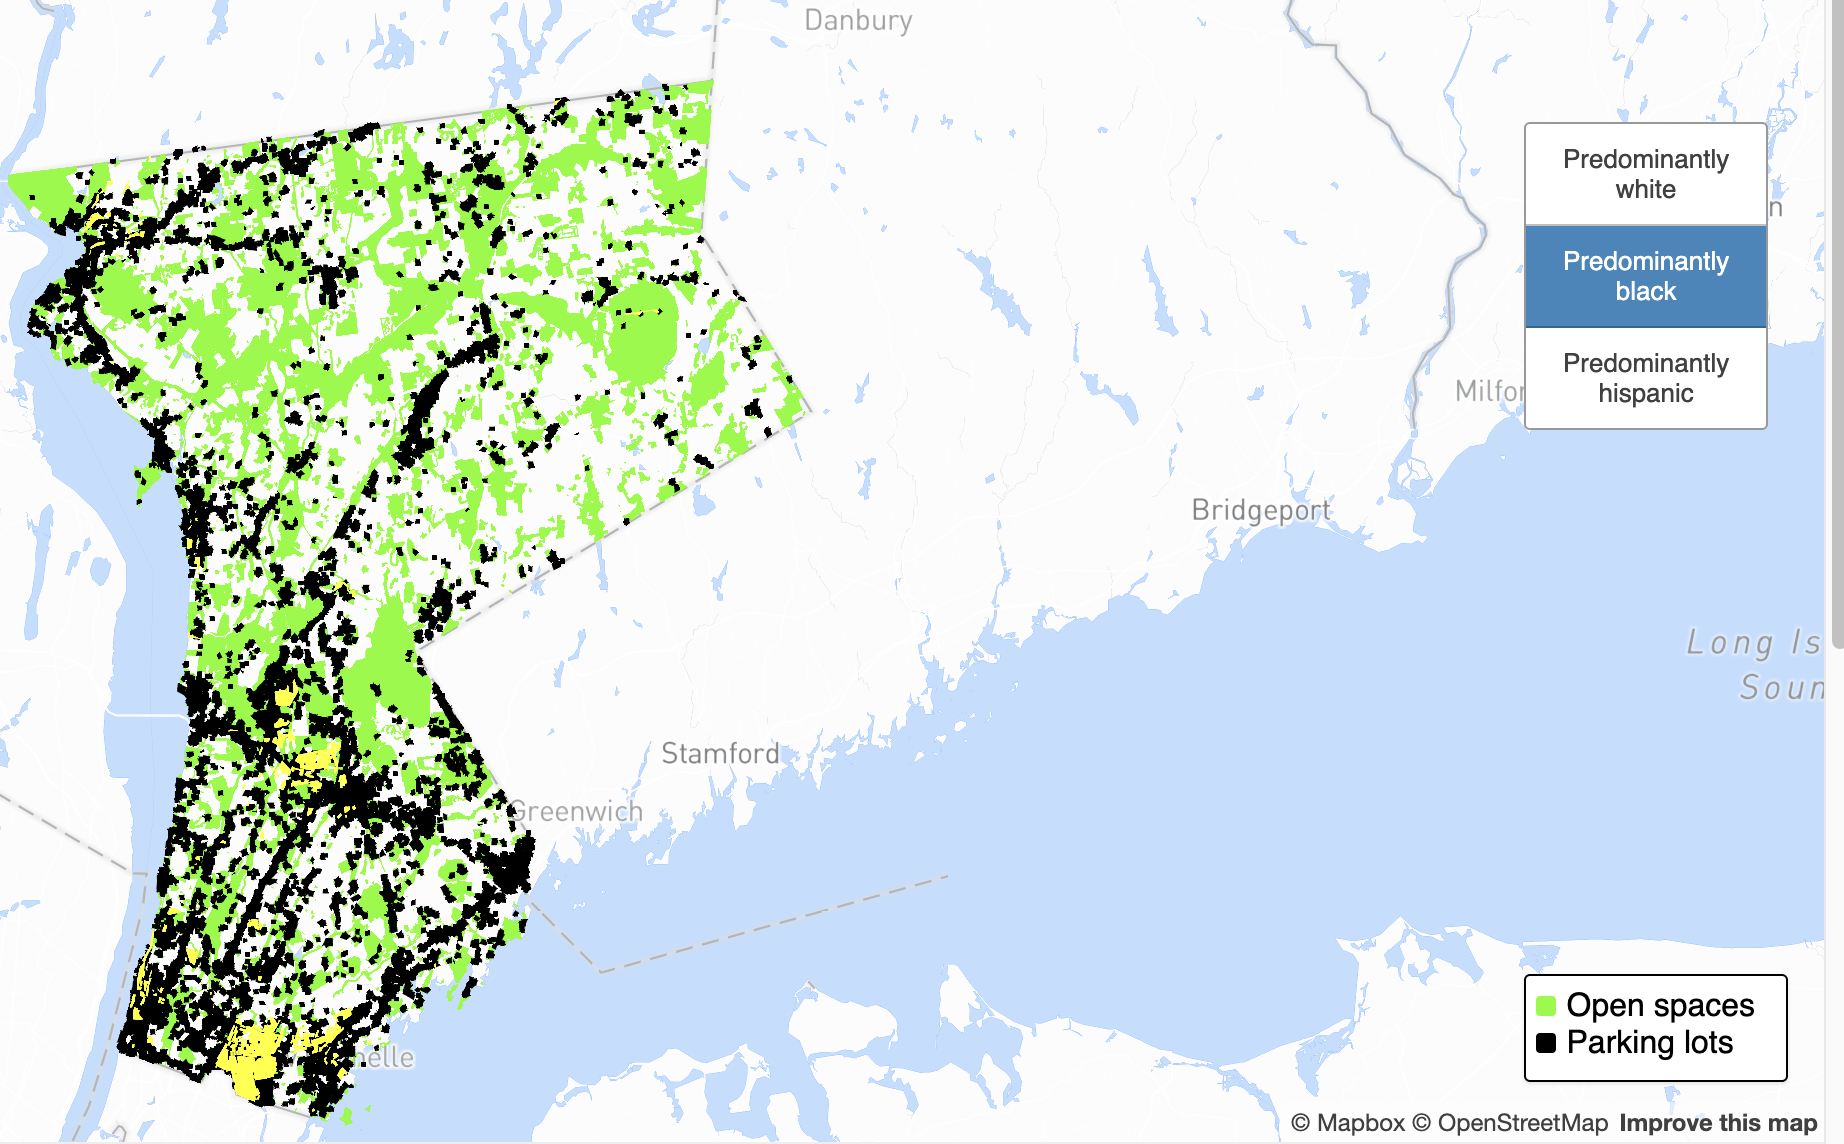 Danbury
Predominantly
white
Predominantly
black
Predominantly
hispanic
Milfor
Bridgeport
Long Is
Soun
Stamford
Greenwich
elle
Open spaces
Parking lots
© Mapbox © OpenStreetMap Improve this map